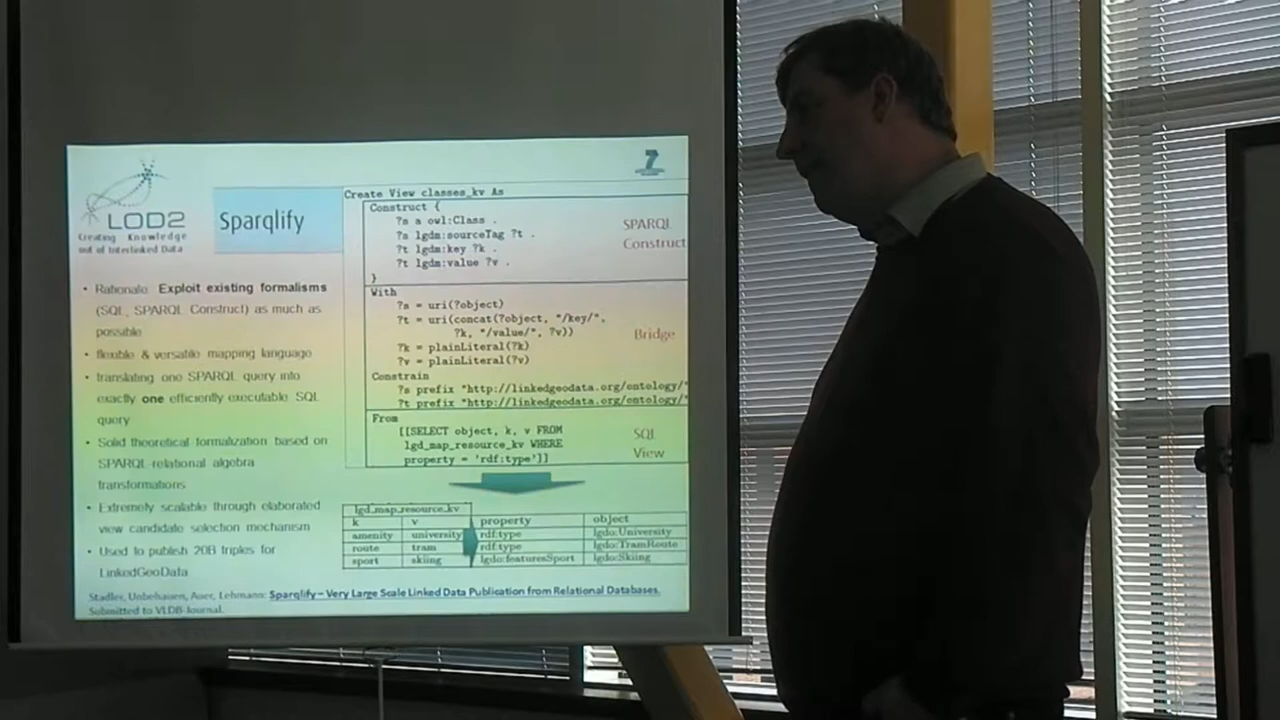 LOD2
Creating Knowledge
out of Interlinked Data
Sparqlify
• Rationale: Exploit existing formalisms
(SQL, SPARQL Construct) as much as
possible
• flexible & versatile mapping language
• translating one SPARQL query into
exactly one efficiently executable SQL
query
• Solid theoretical formalization based on
SPARQL-relational algebra
transformations
• Extremely scalable through elaborated
view candidate selection mechanism
• Used to publish 20B triples for
LinkedGeoData
Create View classes_kv As
Construct {
?s a owl:Class .
?s lgdm:sourceTag ?t .
?t lgdm:key ?k .
?t lgdm:value ?v .
}
SPARQL
Construct
With
?s = uri(?object)
?t = uri(concat(?object, "/key/",
?k, "/value/", ?v))
?k = plainLiteral(?k)
?v = plainLiteral(?v)
Bridge
Constrain
?s prefix "http://linkedgeodata.org/ontology/"
?t prefix "http://linkedgeodata.org/ontology/"
From
[[SELECT object, k, v FROM
lgd_map_resource_kv WHERE
property = 'rdf:type']]
SQL
View
lgd_map_resource_kv
k v property object
amenity university rdf:type lgdo:University
route tram rdf:type lgdo:TramRoute
sport skiing lgdo:featuresSport lgdo:Skiing
Stadler, Unbehauen, Auer, Lehmann: Sparqlify – Very Large Scale Linked Data Publication from Relational Databases.
Submitted to VLDB-Journal.